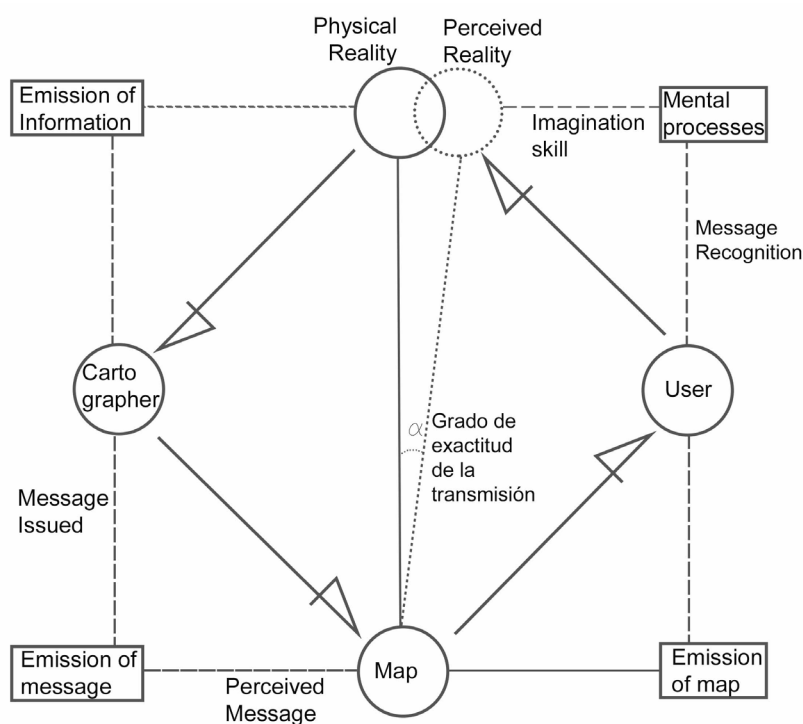 Physical
Reality
Perceived
Reality
Emission of
Information
Imagination
skill
Mental
processes
Message
Recognition
Carto
grapher
User
α
Grado de
exactitud
de la
transmisión
Message
Issued
Emission of
message
Perceived
Message
Map
Emission
of map